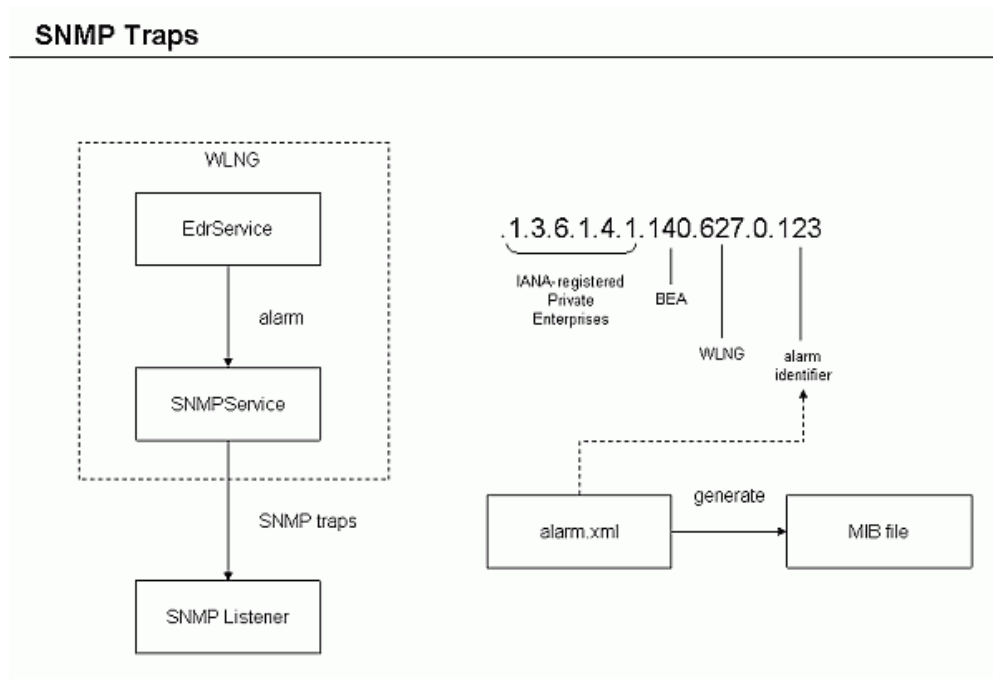 SNMP Traps
WLNG
EdrService
alarm
SNMPService
SNMP traps
SNMP Listener
.1.3.6.1.4.1.140.627.0.123
IANA-registered
Private
Enterprises
BEA
WLNG
alarm
identifier
alarm.xml
generate
MIB file